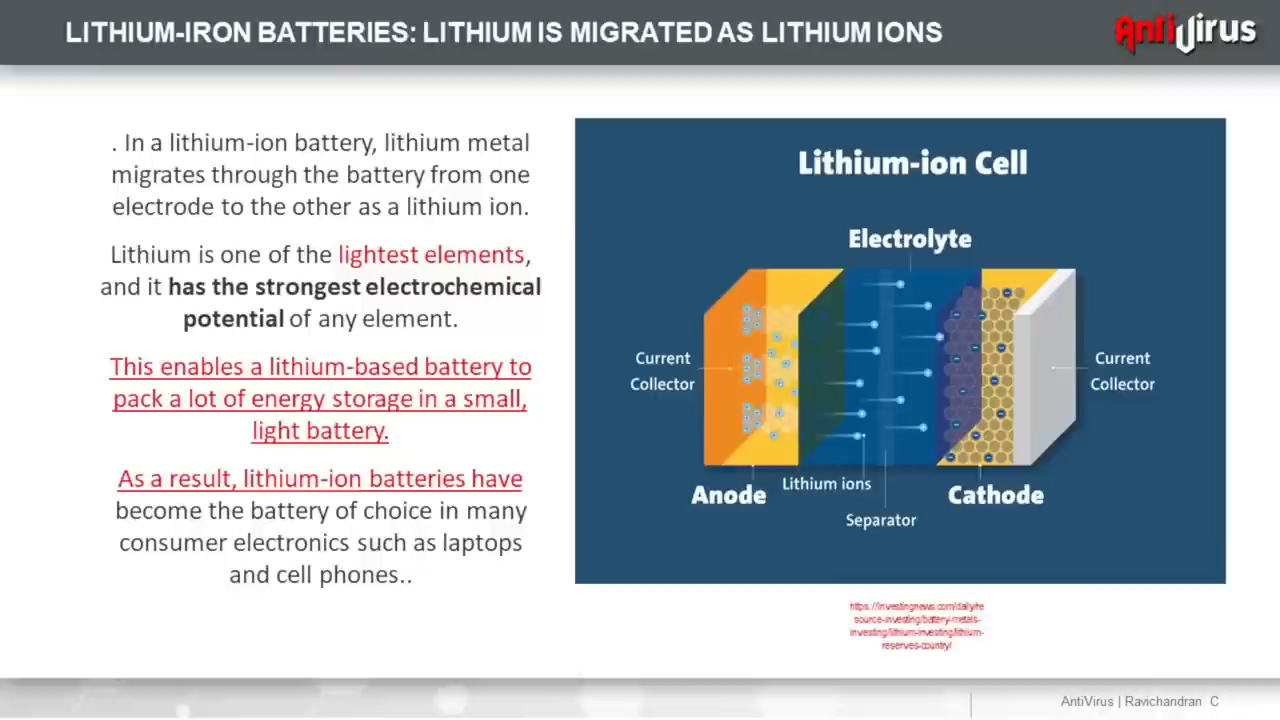 LITHIUM-IRON BATTERIES: LITHIUM IS MIGRATED AS LITHIUM IONS
AntiVirus
. In a lithium-ion battery, lithium metal
migrates through the battery from one
electrode to the other as a lithium ion.
Lithium is one of the lightest elements,
and it has the strongest electrochemical
potential of any element.
This enables a lithium-based battery to
pack a lot of energy storage in a small,
light battery.
As a result, lithium-ion batteries have
become the battery of choice in many
consumer electronics such as laptops
and cell phones..
Lithium-ion Cell
Electrolyte
Current
Collector
Current
Collector
Anode
Lithium ions
Separator
Cathode
https://investingnews.com/daily/re
source-investing/battery-metals-
investing/lithium-investing/lithium-
reserves-country/
AntiVirus | Ravichandran C